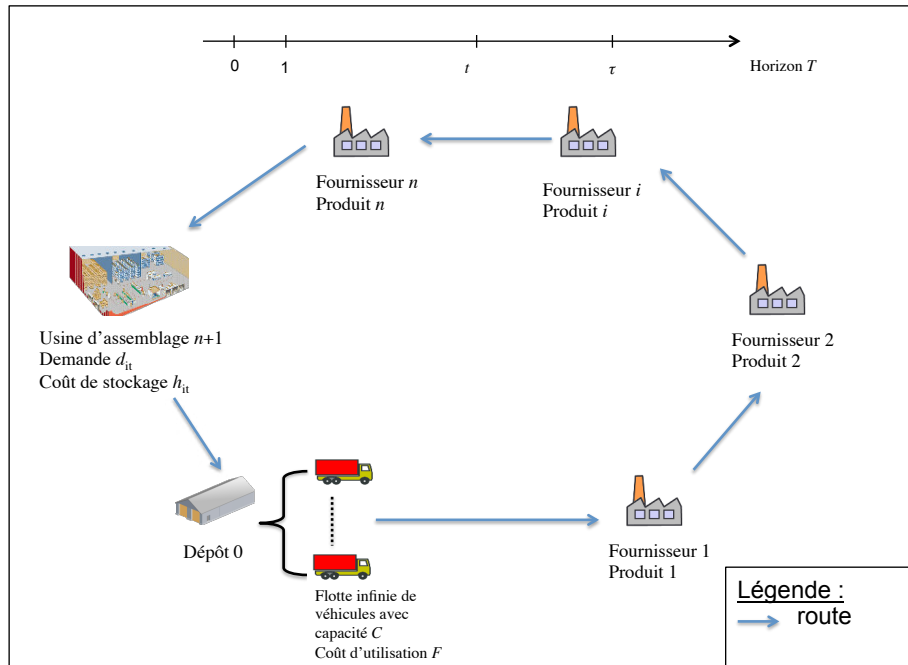 0 1 t τ Horizon T
Fournisseur n
Produit n
Fournisseur i
Produit i
Usine d'assemblage n+1
Demande dit
Coût de stockage hit
Fournisseur 2
Produit 2
Dépôt 0
Flotte infinie de
véhicules avec
capacité C
Coût d'utilisation F
Fournisseur 1
Produit 1
Légende :
route